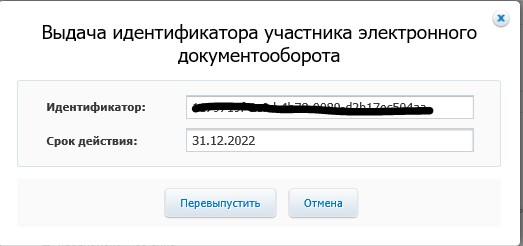 Выдача идентификатора участника электронного
документооборота
Идентификатор:
Срок действия: 31.12.2022
Перевыпустить Отмена